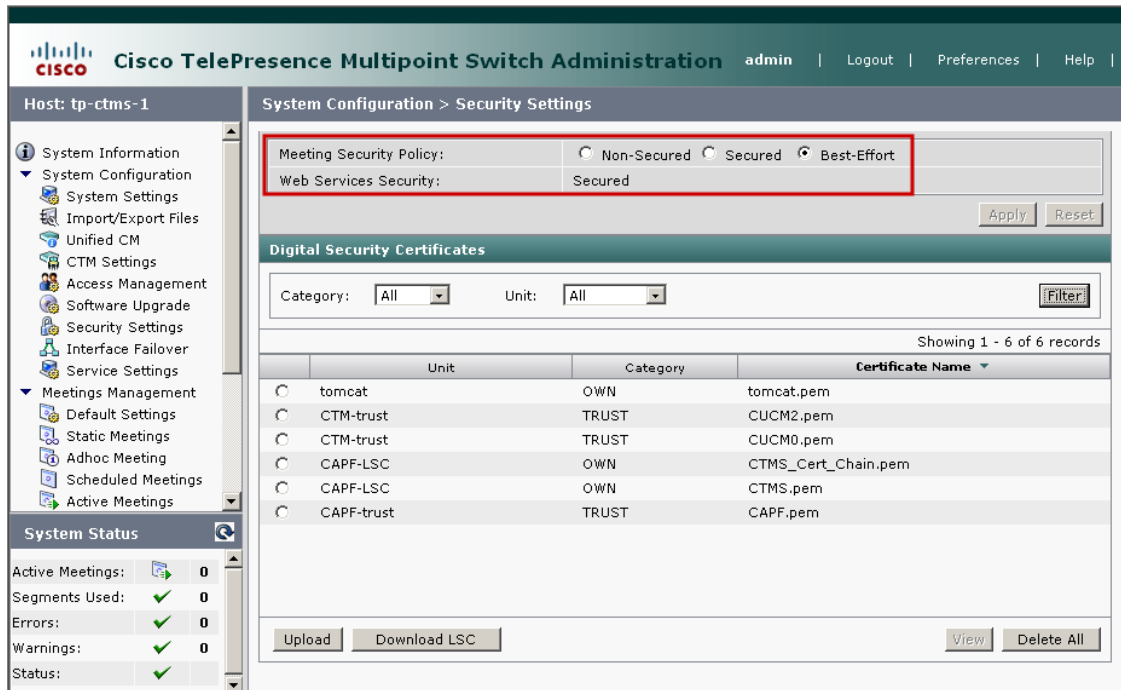 CISCO
Cisco TelePresence Multipoint Switch Administration
admin | Logout | Preferences | Help |
Host: tp-ctms-1
System Information
System Configuration
System Settings
Import/Export Files
Unified CM
CTM Settings
Access Management
Software Upgrade
Security Settings
Interface Failover
Service Settings
Meetings Management
Default Settings
Static Meetings
Adhoc Meeting
Scheduled Meetings
Active Meetings
System Status
Active Meetings: 0
Segments Used: 0
Errors: 0
Warnings: 0
Status:
System Configuration > Security Settings
Meeting Security Policy: Non-Secured Secured Best-Effort
Web Services Security: Secured
Apply Reset
Digital Security Certificates
Category: All Unit: All Filter
Showing 1 - 6 of 6 records
Unit Category Certificate Name
tomcat OWN tomcat.pem
CTM-trust TRUST CUCM2.pem
CTM-trust TRUST CUCM0.pem
CAPF-LSC OWN CTMS_Cert_Chain.pem
CAPF-LSC OWN CTMS.pem
CAPF-trust TRUST CAPF.pem
Upload Download LSC View Delete All